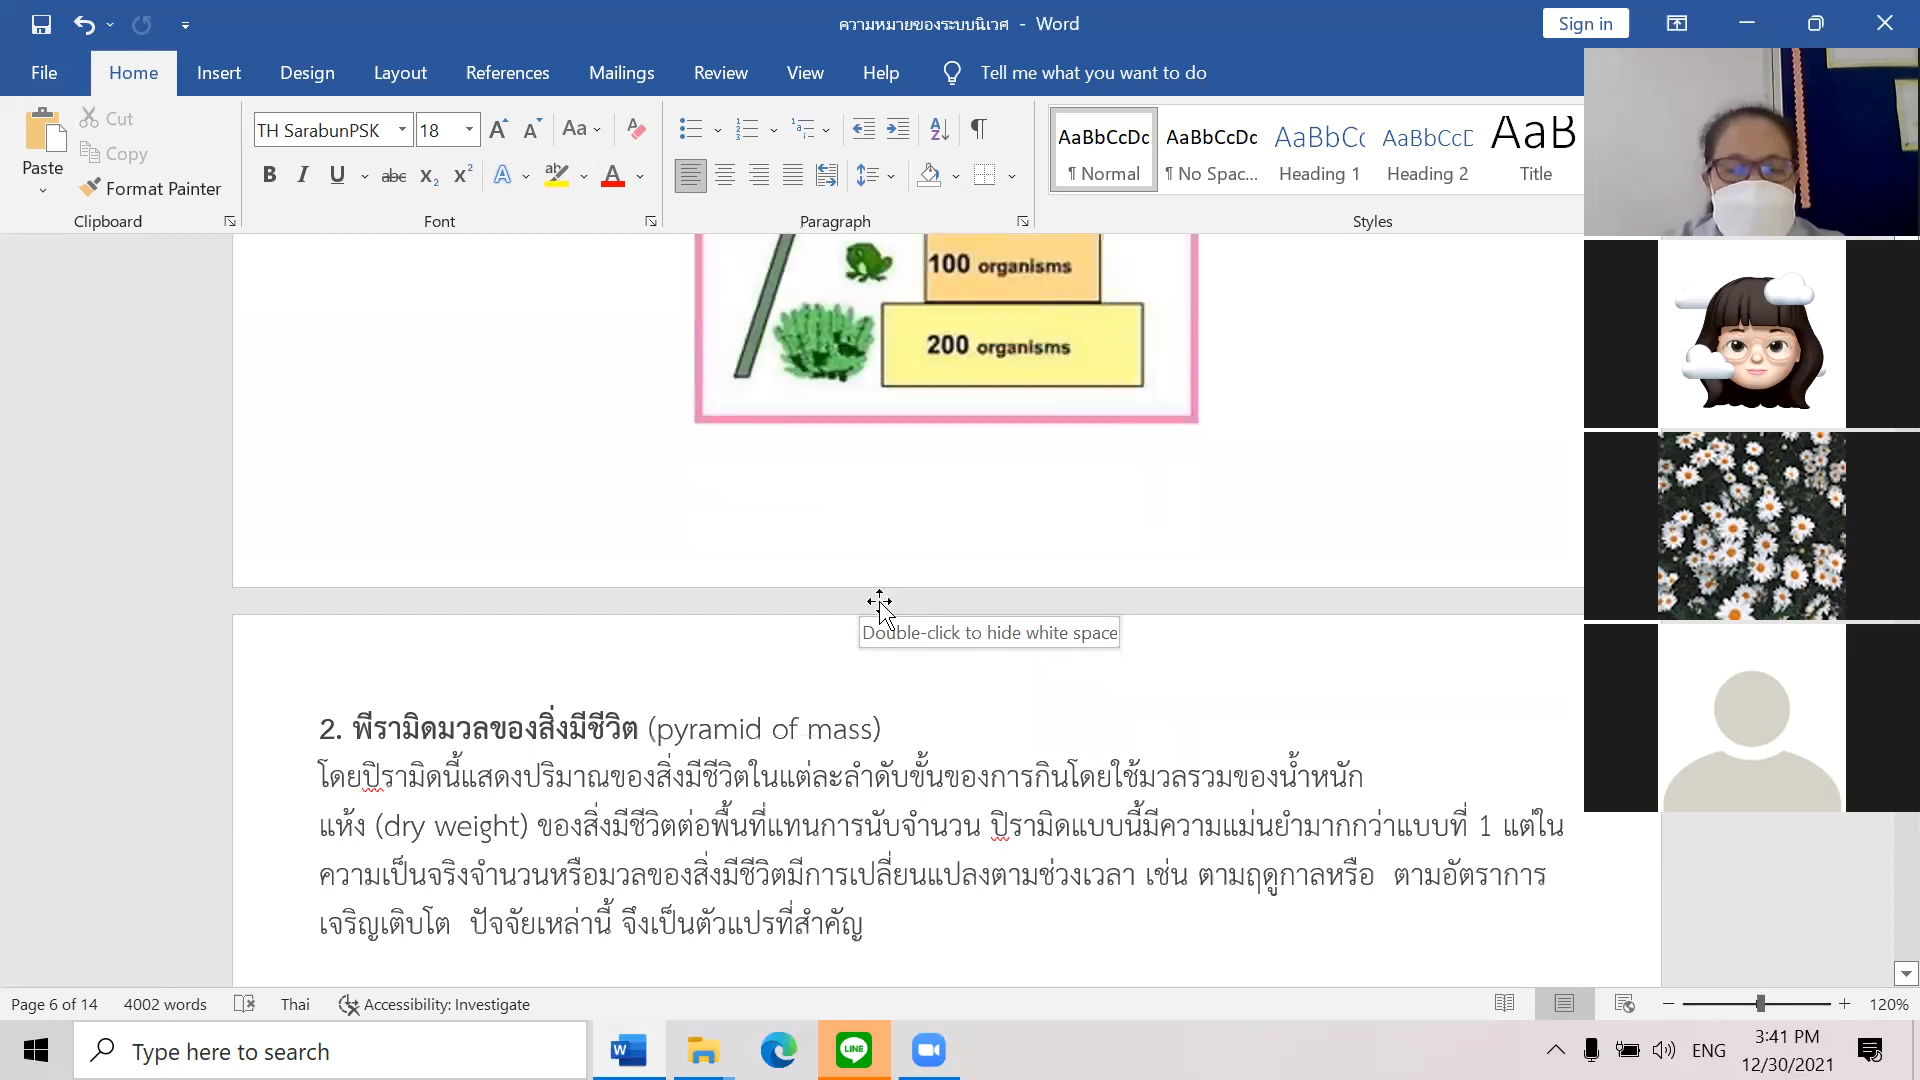 ความหมายของระบบนิเวศ - Word
Sign in
File Home Insert Design Layout References Mailings Review View Help Tell me what you want to do
Paste
Cut
Copy
Format Painter
Clipboard
TH SarabunPSK 18
Font
Paragraph
AaBbCcDc AaBbCcDc AaBbCc AaBbCcD AaB
¶ Normal ¶ No Spac... Heading 1 Heading 2 Title
Styles
100 organisms
200 organisms
Double-click to hide white space
2. พีรามิดมวลของสิ่งมีชีวิต (pyramid of mass)
โดยปิรามิดนี้แสดงปริมาณของสิ่งมีชีวิตในแต่ละลำดับขั้นของการกินโดยใช้มวลรวมของน้ำหนัก
แห้ง (dry weight) ของสิ่งมีชีวิตต่อพื้นที่แทนการนับจำนวน ปิรามิดแบบนี้มีความแม่นยำมากกว่าแบบที่ 1 แต่ใน
ความเป็นจริงจำนวนหรือมวลของสิ่งมีชีวิตมีการเปลี่ยนแปลงตามช่วงเวลา เช่น ตามฤดูกาลหรือ ตามอัตราการ
เจริญเติบโต ปัจจัยเหล่านี้ จึงเป็นตัวแปรที่สำคัญ
Page 6 of 14 4002 words Thai Accessibility: Investigate 120%
Type here to search
LINE
ENG
3:41 PM
12/30/2021